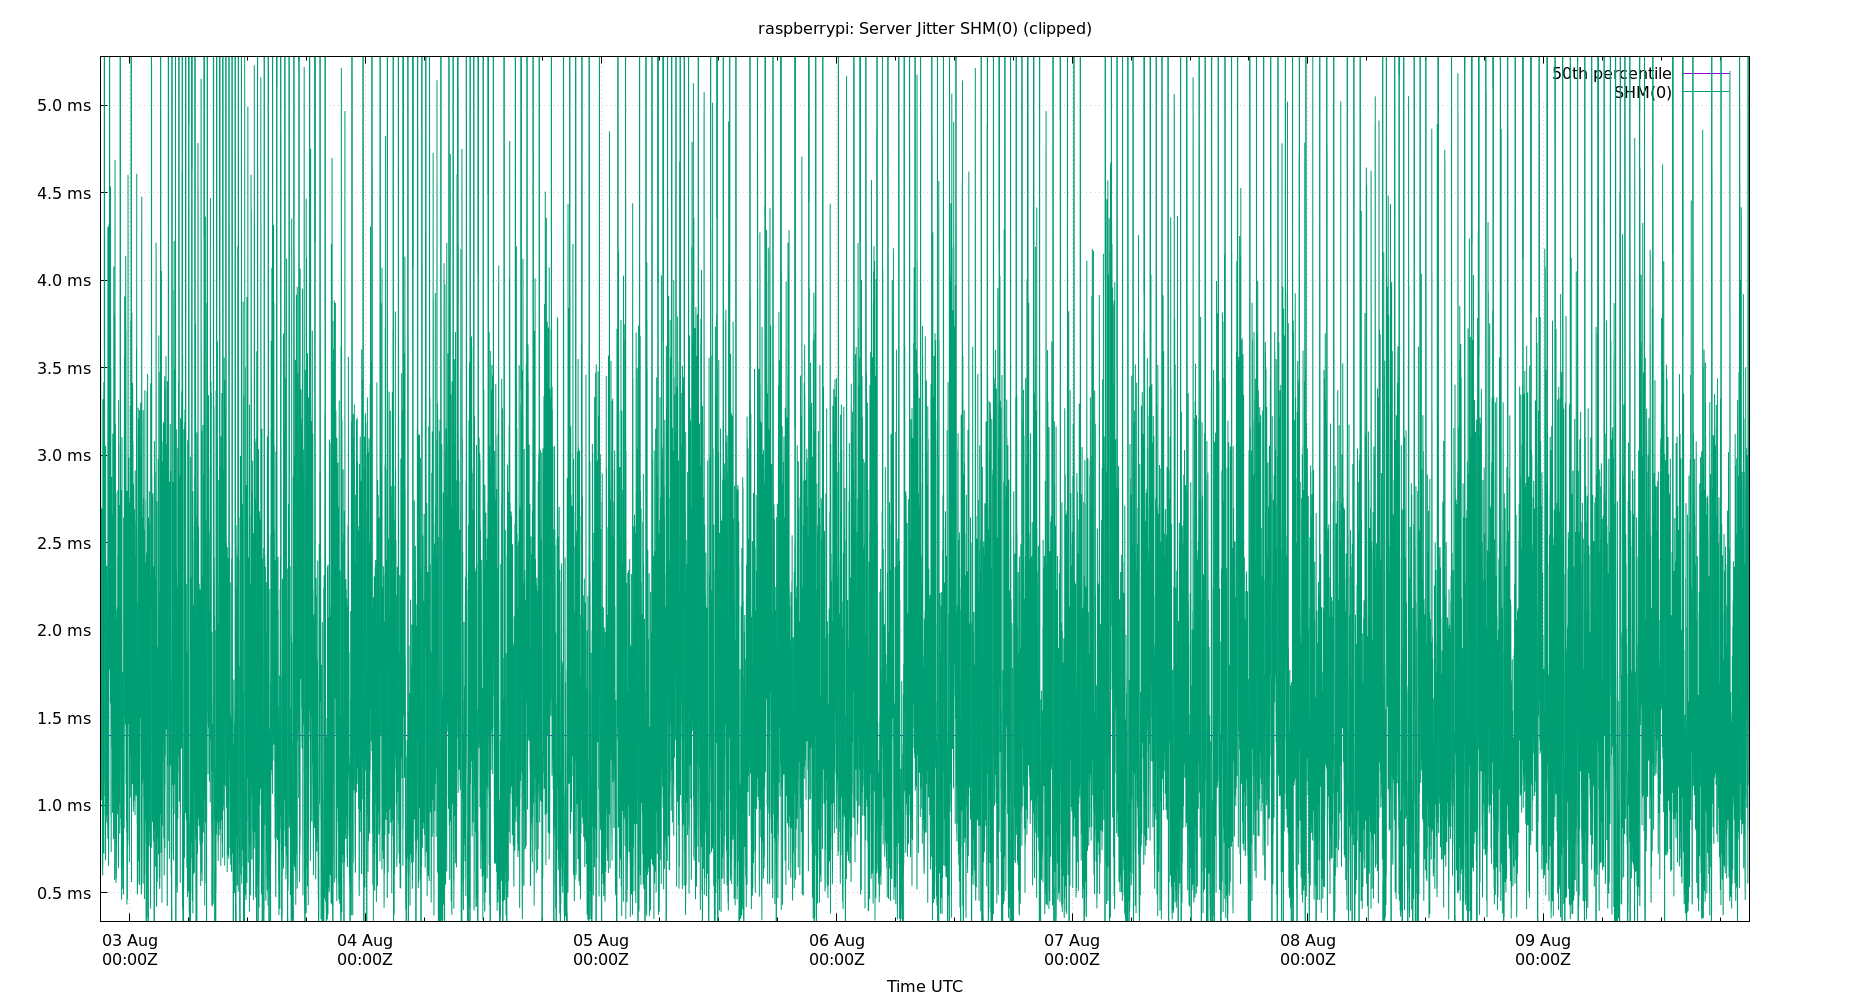 raspberrypi: Server Jitter SHM(0) (clipped)
50th percentile
SHM(0)
5.0 ms
4.5 ms
4.0 ms
3.5 ms
3.0 ms
2.5 ms
2.0 ms
1.5 ms
1.0 ms
0.5 ms
03 Aug 04 Aug 05 Aug 06 Aug 07 Aug 08 Aug 09 Aug
00:00Z 00:00Z 00:00Z 00:00Z 00:00Z 00:00Z 00:00Z
Time UTC